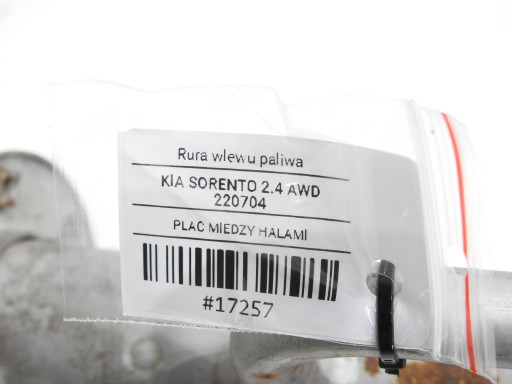 Rura wlewu paliwa
KIA SORENTO 2.4 AWD
220704
PLAC MIEDZY HALAMI
#17257